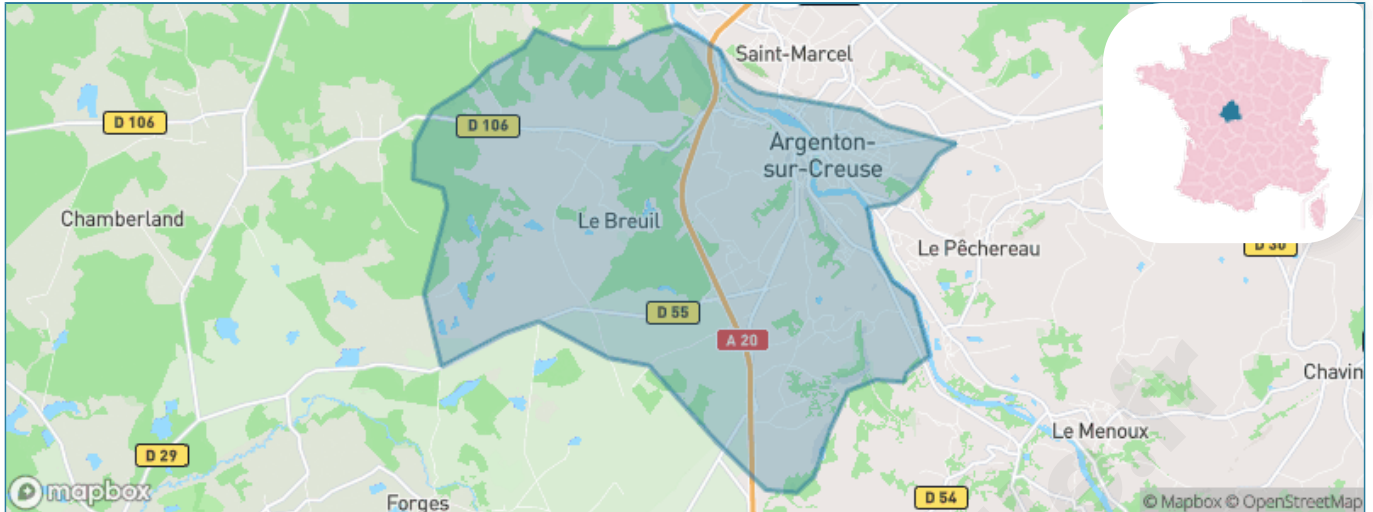 Saint-Marcel
D 106
D 106
Argenton-
sur-Creuse
Chamberland
Le Breuil
Le Pêchereau
D 30
D 55
A 20
Chavin
Le Menoux
D 29
mapbox
Forges
D 54
© Mapbox © OpenStreetMap